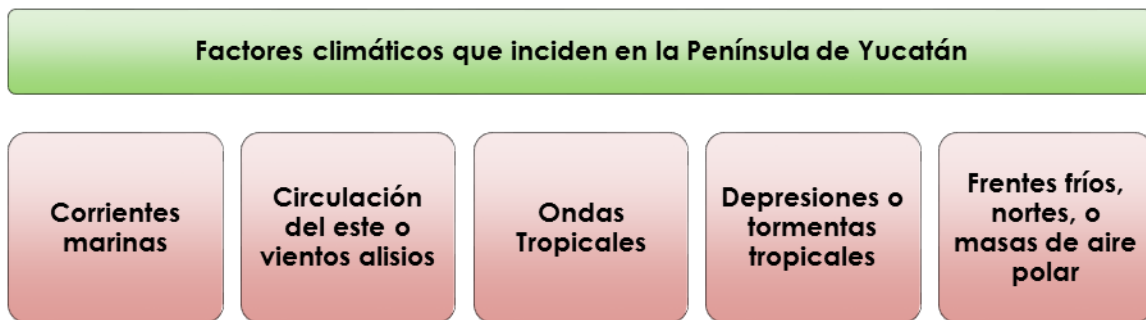 Factores climáticos que inciden en la Península de Yucatán
Corrientes
marinas
Circulación
del este o
vientos alisios
Ondas
Tropicales
Depresiones o
tormentas
tropicales
Frentes fríos,
nortes, o
masas de aire
polar